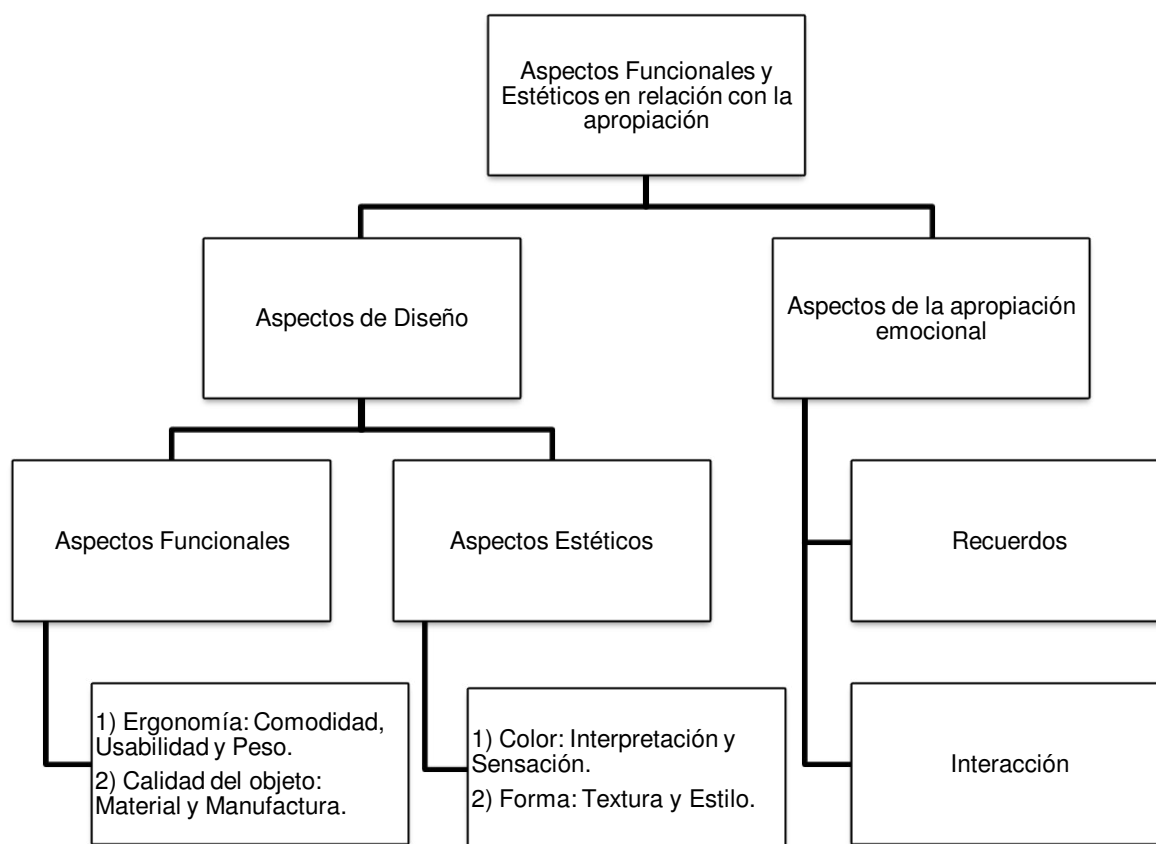 Aspectos Funcionales y
Estéticos en relación con la
apropiación
Aspectos de Diseño
Aspectos de la apropiación
emocional
Aspectos Funcionales
Aspectos Estéticos
Recuerdos
1) Ergonomía: Comodidad,
Usabilidad y Peso.
2) Calidad del objeto:
Material y Manufactura.
1) Color: Interpretación y
Sensación.
2) Forma: Textura y Estilo.
Interacción